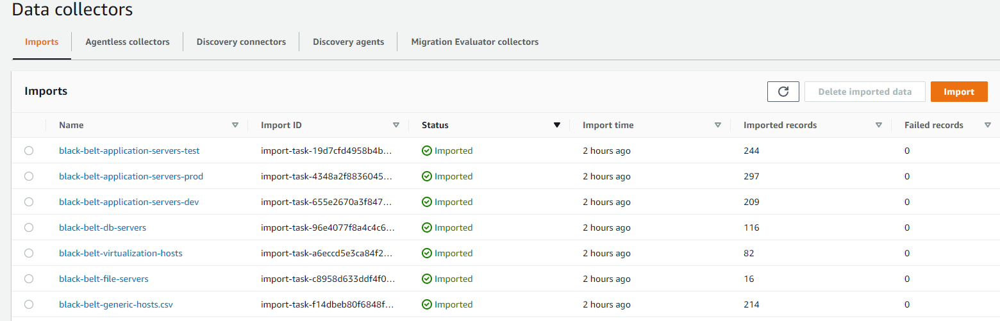 Data collectors
Imports Agentless collectors Discovery connectors Discovery agents Migration Evaluator collectors
Imports Delete imported data Import
Name Import ID Status Import time Imported records Failed records
black-belt-application-servers-test import-task-19d7cfd4958b4b... Imported 2 hours ago 244 0
black-belt-application-servers-prod import-task-4348a2f8836045... Imported 2 hours ago 297 0
black-belt-application-servers-dev import-task-655e2670a3f847... Imported 2 hours ago 209 0
black-belt-db-servers import-task-96e4077f8a4c4c6... Imported 2 hours ago 116 0
black-belt-virtualization-hosts import-task-a6eccd5e3ca84f2... Imported 2 hours ago 82 0
black-belt-file-servers import-task-c8958d633ddf4f0... Imported 2 hours ago 16 0
black-belt-generic-hosts.csv import-task-f14dbeb80f6848f... Imported 2 hours ago 214 0